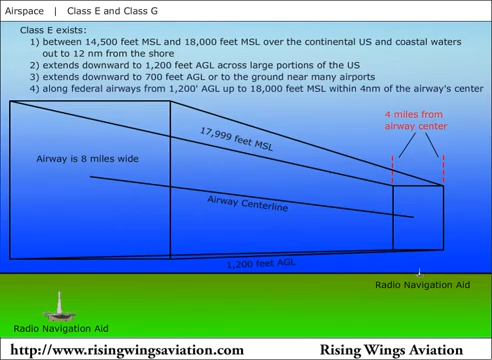 Airspace | Class E and Class G
Class E exists:
1) between 14,500 feet MSL and 18,000 feet MSL over the continental US and coastal waters
out to 12 nm from the shore
2) extends downward to 1,200 feet AGL across large portions of the US
3) extends downward to 700 feet AGL or to the ground near many airports
4) along federal airways from 1,200' AGL up to 18,000 feet MSL within 4nm of the airway's center
4 miles from
airway center
17,999 feet MSL
Airway is 8 miles wide
Airway Centerline
1,200 feet AGL
Radio Navigation Aid
Radio Navigation Aid
http://www.risingwingsaviation.com Rising Wings Aviation